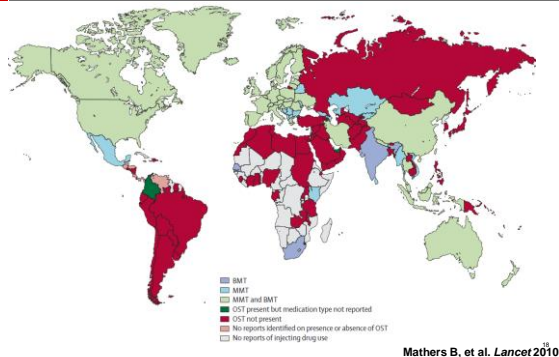 BMT
MMT
MMT and BMT
OST present but medication type not reported
OST not present
No reports identified on presence or absence of OST
No reports of injecting drug use
18
Mathers B, et al. Lancet 2010